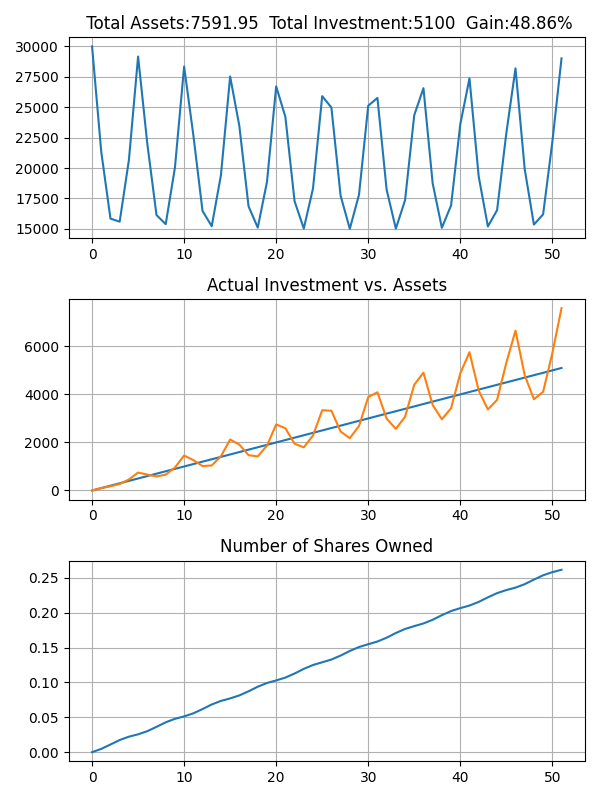 Total Assets:7591.95  Total Investment:5100  Gain:48.86%
30000
27500
25000
22500
20000
17500
15000
0 10 20 30 40 50
Actual Investment vs. Assets
6000
4000
2000
0
0 10 20 30 40 50
Number of Shares Owned
0.25
0.20
0.15
0.10
0.05
0.00
0 10 20 30 40 50